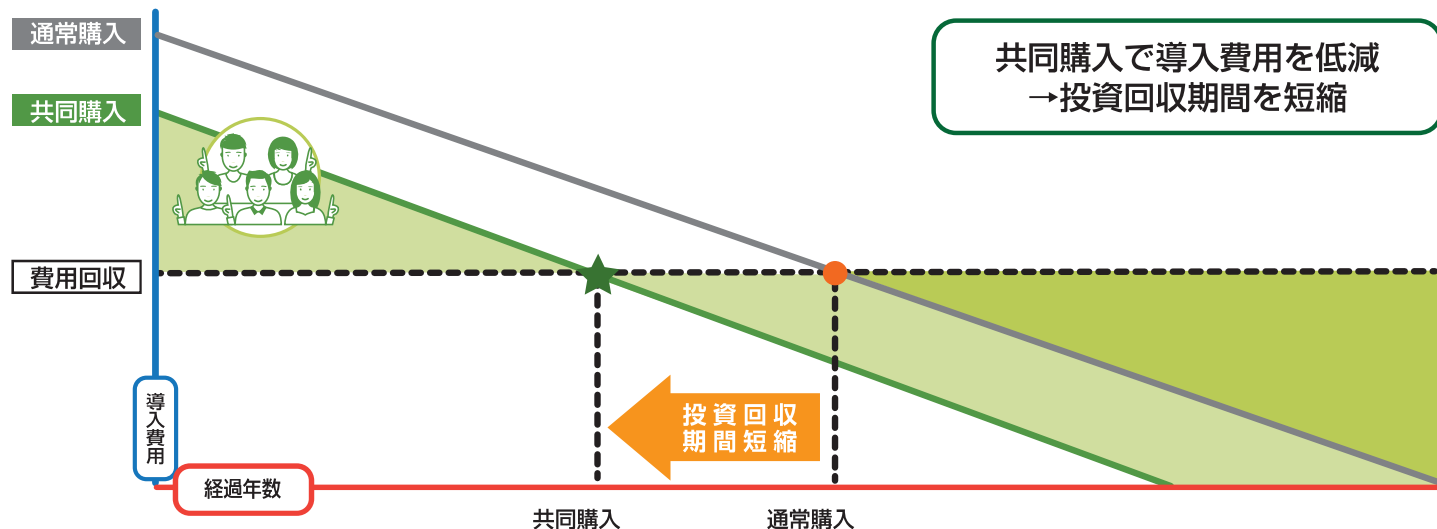 通常購入
共同購入
費用回収
共同購入で導入費用を低減
→投資回収期間を短縮
導入費用
投資回収
期間短縮
経過年数
共同購入
通常購入